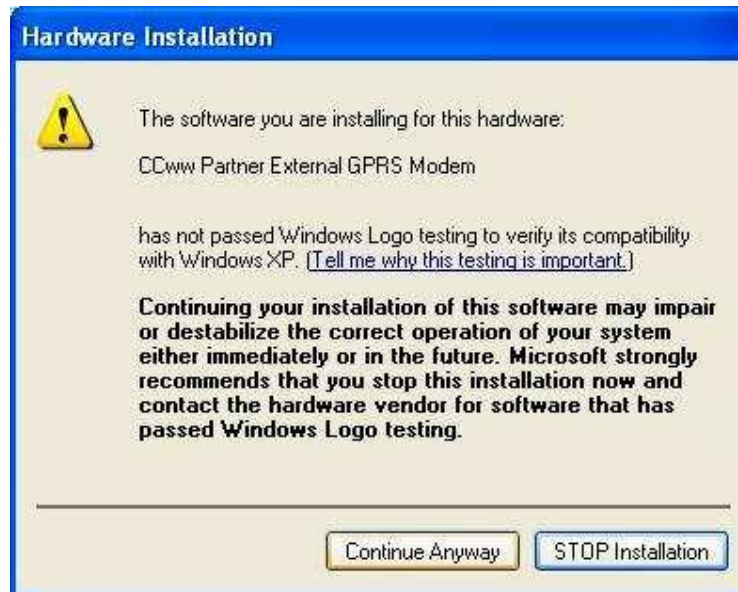 Hardware Installation
The software you are installing for this hardware:
CCww Partner External GPRS Modem
has not passed Windows Logo testing to verify its compatibility
with Windows XP. (Tell me why this testing is important.)
Continuing your installation of this software may impair
or destabilize the correct operation of your system
either immediately or in the future. Microsoft strongly
recommends that you stop this installation now and
contact the hardware vendor for software that has
passed Windows Logo testing.
Continue Anyway STOP Installation